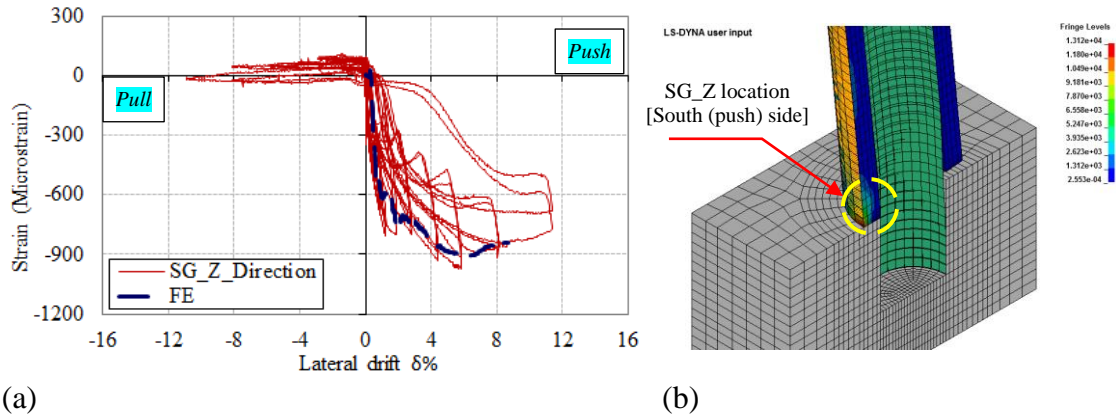 300
0
-300
-600
-900
-1200
Strain (Microstrain)
Pull
Push
SG_Z_Direction
FE
-16 -12 -8 -4 0 4 8 12 16
Lateral drift δ%
(a)
LS-DYNA user input
SG_Z location
[South (push) side]
Fringe Levels
1.312e+04
1.180e+04
1.049e+04
9.181e+03
7.870e+03
6.558e+03
5.247e+03
3.935e+03
2.623e+03
1.312e+03
2.553e-04
(b)